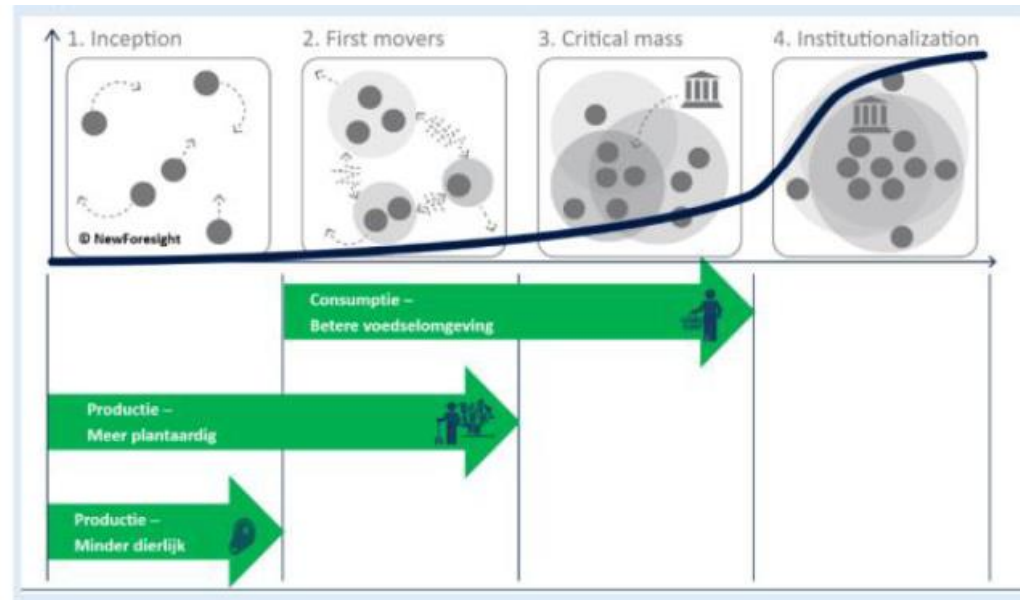 1. Inception
2. First movers
3. Critical mass
4. Institutionalization
© NewForesight
Consumptie –
Betere voedselomgeving
Productie –
Meer plantaardig
Productie –
Minder dierlijk